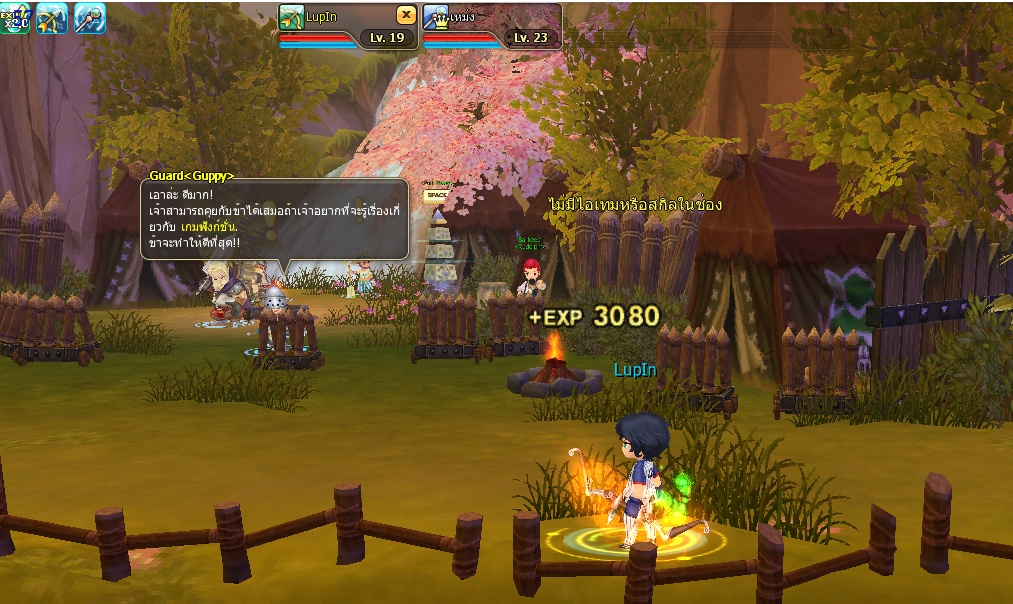 EXP
x2.0
LupIn
Lv. 19
เหม่ง
Lv. 23
Guard<Guppy>
เอาล่ะ ดีมาก!
เจ้าสามารถคุยกับข้าได้เสมอถ้าเจ้าอยากที่จะรู้เรื่องเกี่
ยวกับ เกมฟังก์ชั่น.
ข้าจะทำให้ดีที่สุด!!
SPACE
ไม่มีไอเทมหรือสกิลในช่อง
+EXP 3080
LupIn